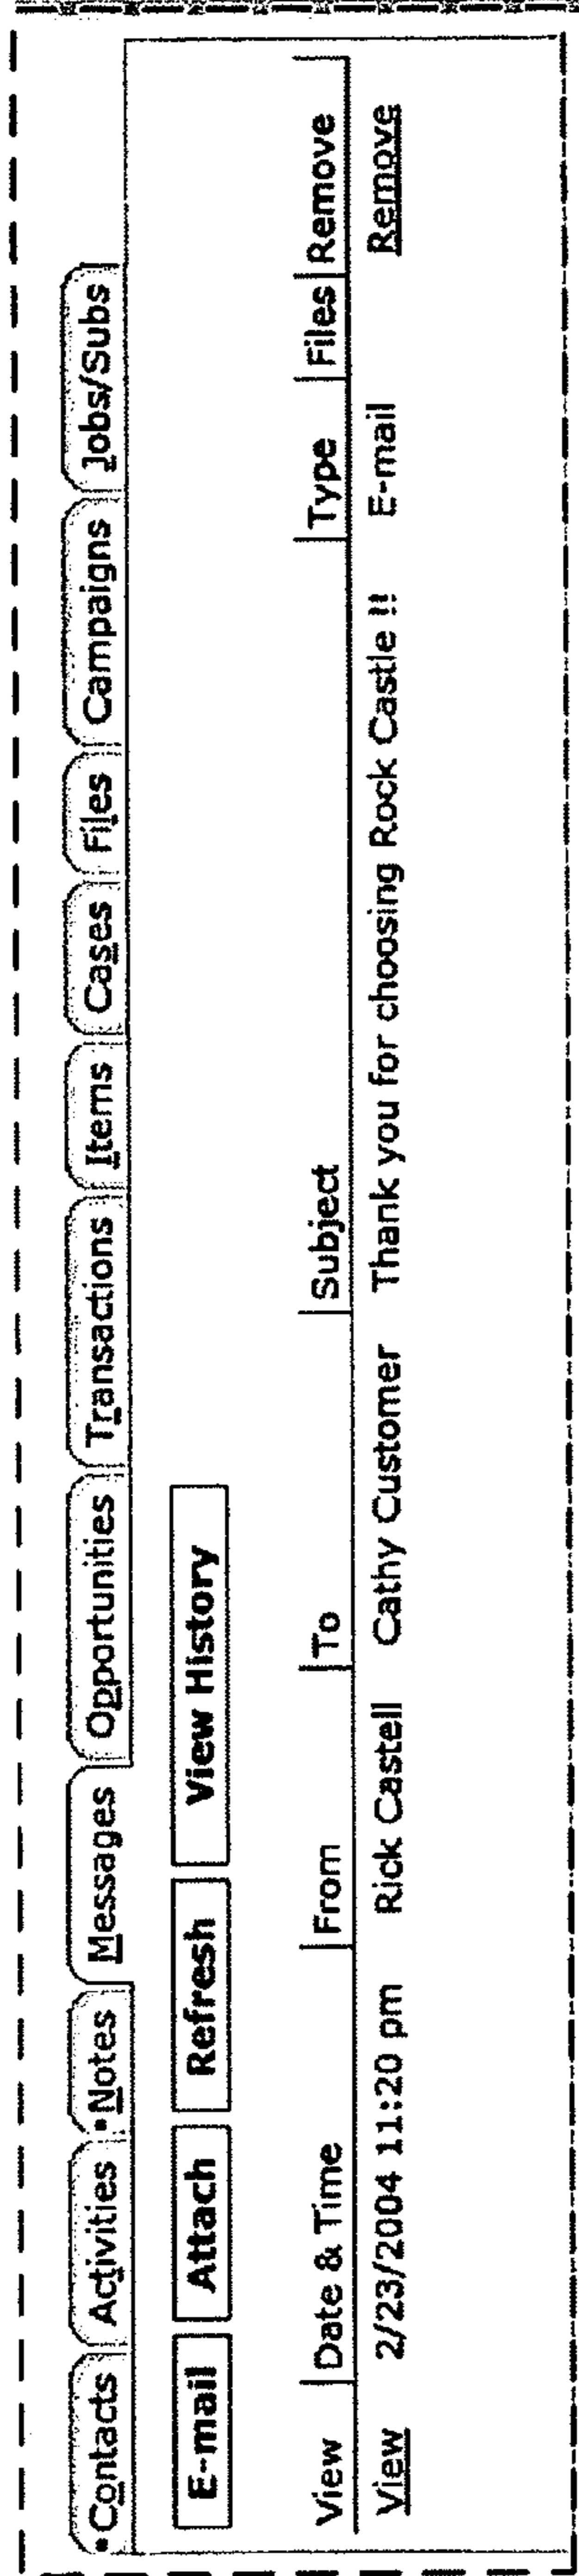 •Contacts Activities •Notes Messages Opportunities Transactions Items Cases Files Campaigns Jobs/Subs
E-mail Attach Refresh View History
View Date & Time From To Subject Type Files Remove
View 2/23/2004 11:20 pm Rick Castell Cathy Customer Thank you for choosing Rock Castle !! E-mail Remove